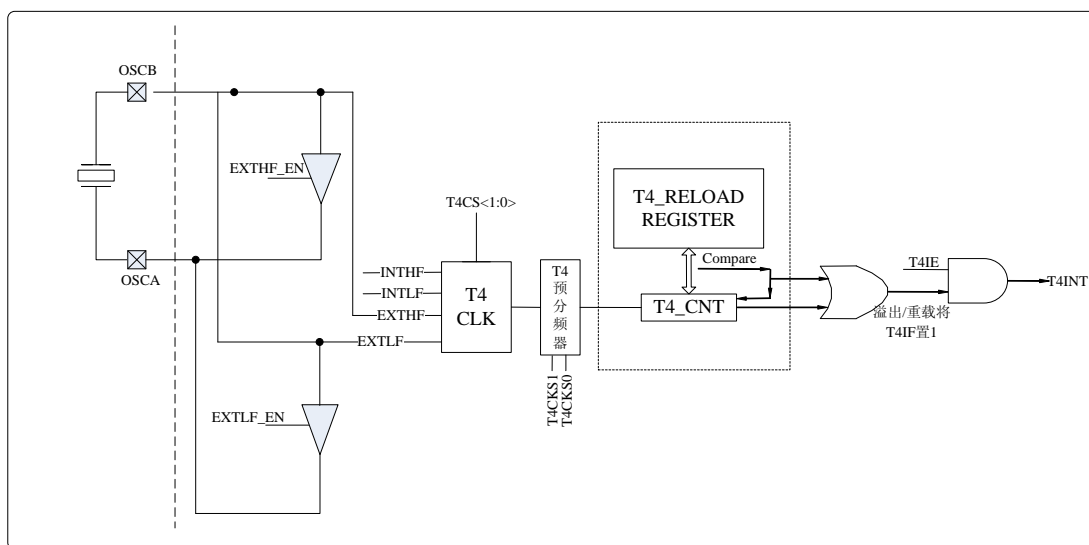 OSCB
EXTHF_EN
OSCA
T4CS<1:0>
INTHF
INTLF
EXTHF
EXTLF
T4
CLK
T4
预
分
频
器
T4CKS1
T4CKS0
T4_RELOAD
REGISTER
Compare
T4_CNT
T4IE
T4INT
溢出/重载将
T4IF置1
EXTLF_EN